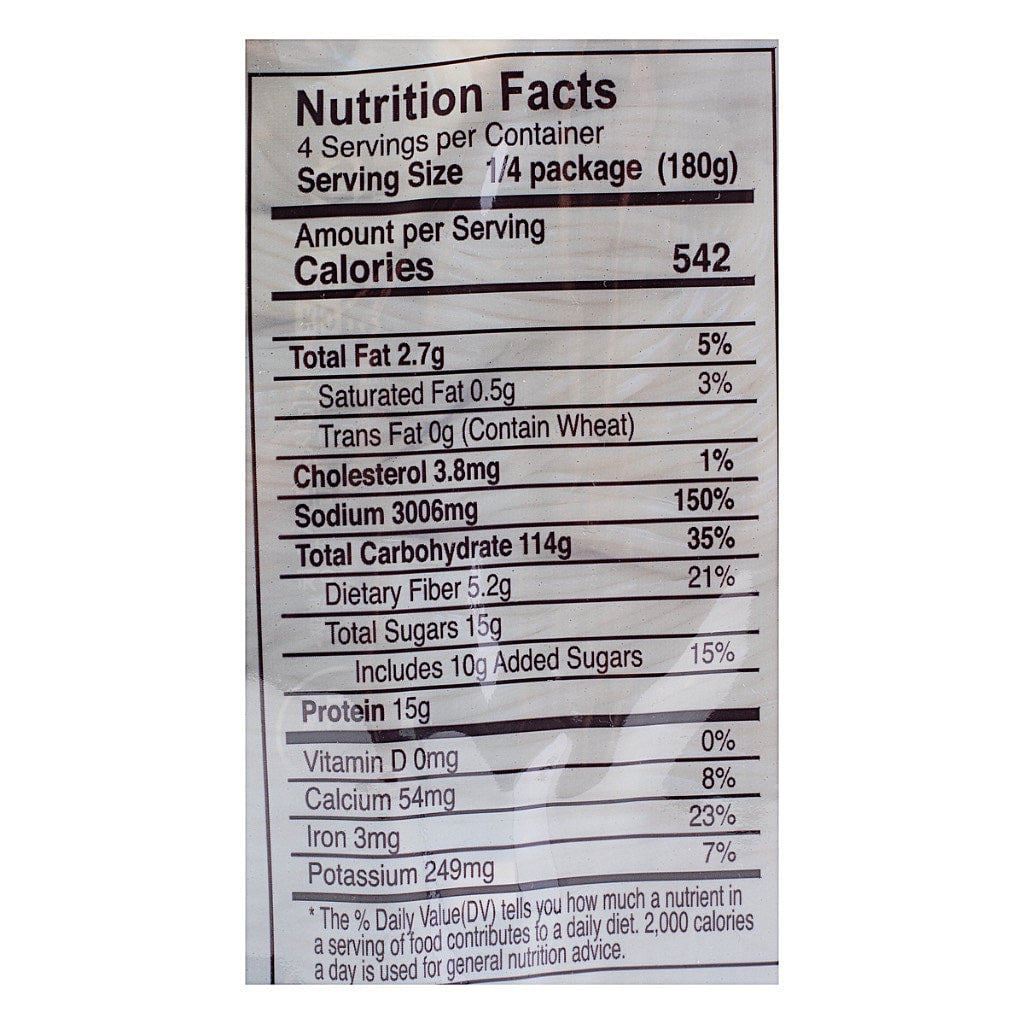 Nutrition Facts
4 Servings per Container
Serving Size 1/4 package (180g)
Amount per Serving
Calories 542
Total Fat 2.7g 5%
Saturated Fat 0.5g 3%
Trans Fat 0g (Contain Wheat)
Cholesterol 3.8mg 1%
Sodium 3006mg 150%
Total Carbohydrate 114g 35%
Dietary Fiber 5.2g 21%
Total Sugars 15g
Includes 10g Added Sugars 15%
Protein 15g
Vitamin D 0mg 0%
Calcium 54mg 8%
Iron 3mg 23%
Potassium 249mg 7%
* The % Daily Value(DV) tells you how much a nutrient in
a serving of food contributes to a daily diet. 2,000 calories
a day is used for general nutrition advice.